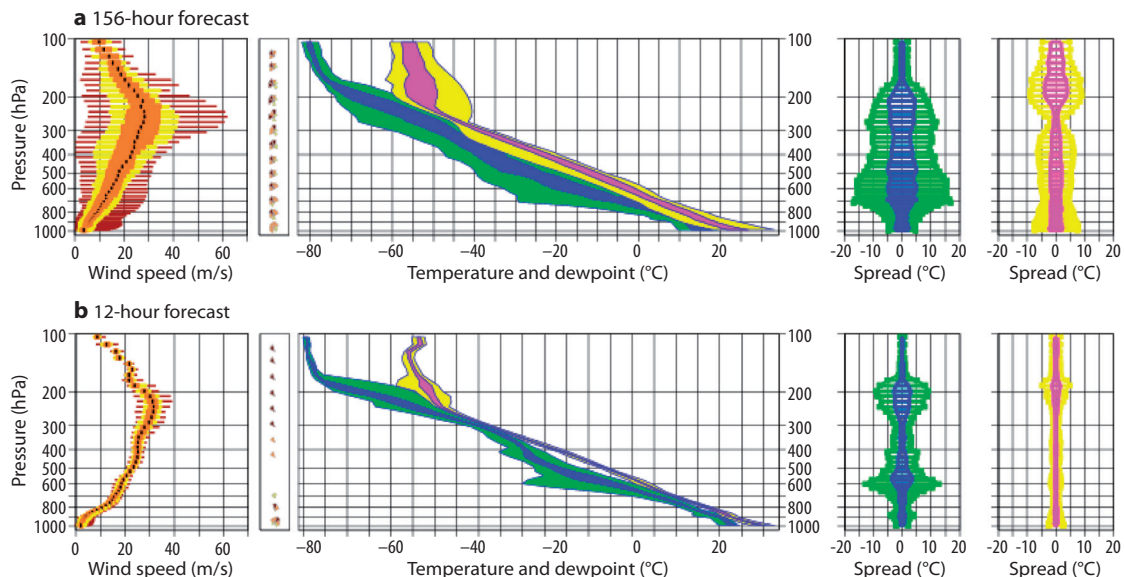 a 156-hour forecast
Pressure (hPa)
100
200
300
400
500
600
800
1000
0 20 40 60
Wind speed (m/s)
−80 −60 −40 −20 0 20
Temperature and dewpoint (°C)
100
200
300
400
500
600
800
1000
-20 -10 0 10 20
Spread (°C)
-20 -10 0 10 20
Spread (°C)
b 12-hour forecast
Pressure (hPa)
100
200
300
400
500
600
800
1000
0 20 40 60
Wind speed (m/s)
−80 −60 −40 −20 0 20
Temperature and dewpoint (°C)
100
200
300
400
500
600
800
1000
-20 -10 0 10 20
Spread (°C)
-20 -10 0 10 20
Spread (°C)